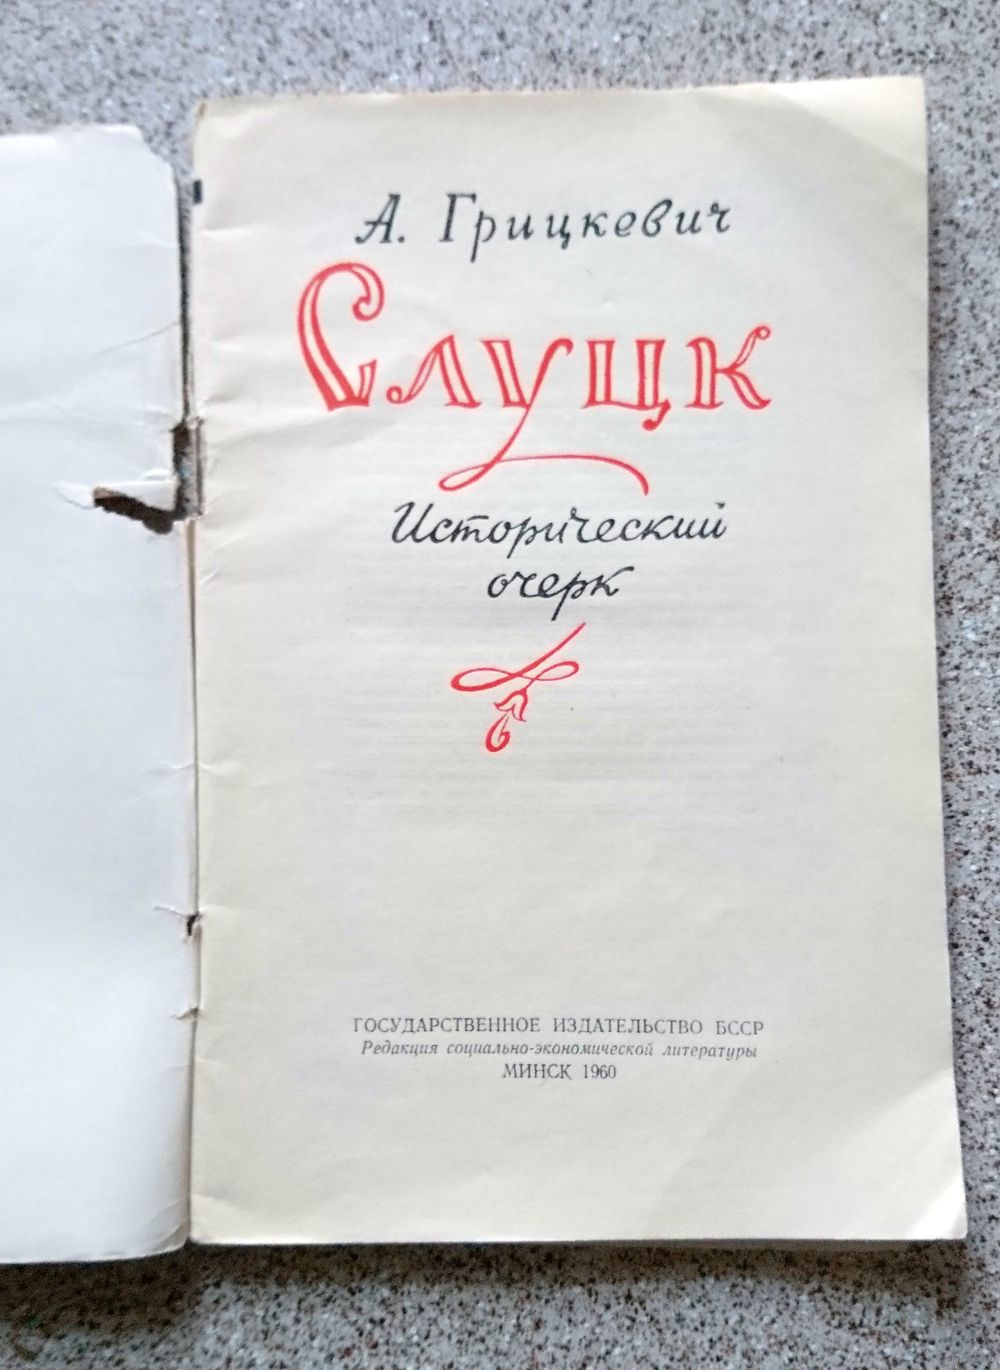 А. Грицкевич
Слуцк
Исторический
очерк
ГОСУДАРСТВЕННОЕ ИЗДАТЕЛЬСТВО БССР
Редакция социально-экономической литературы
МИНСК 1960